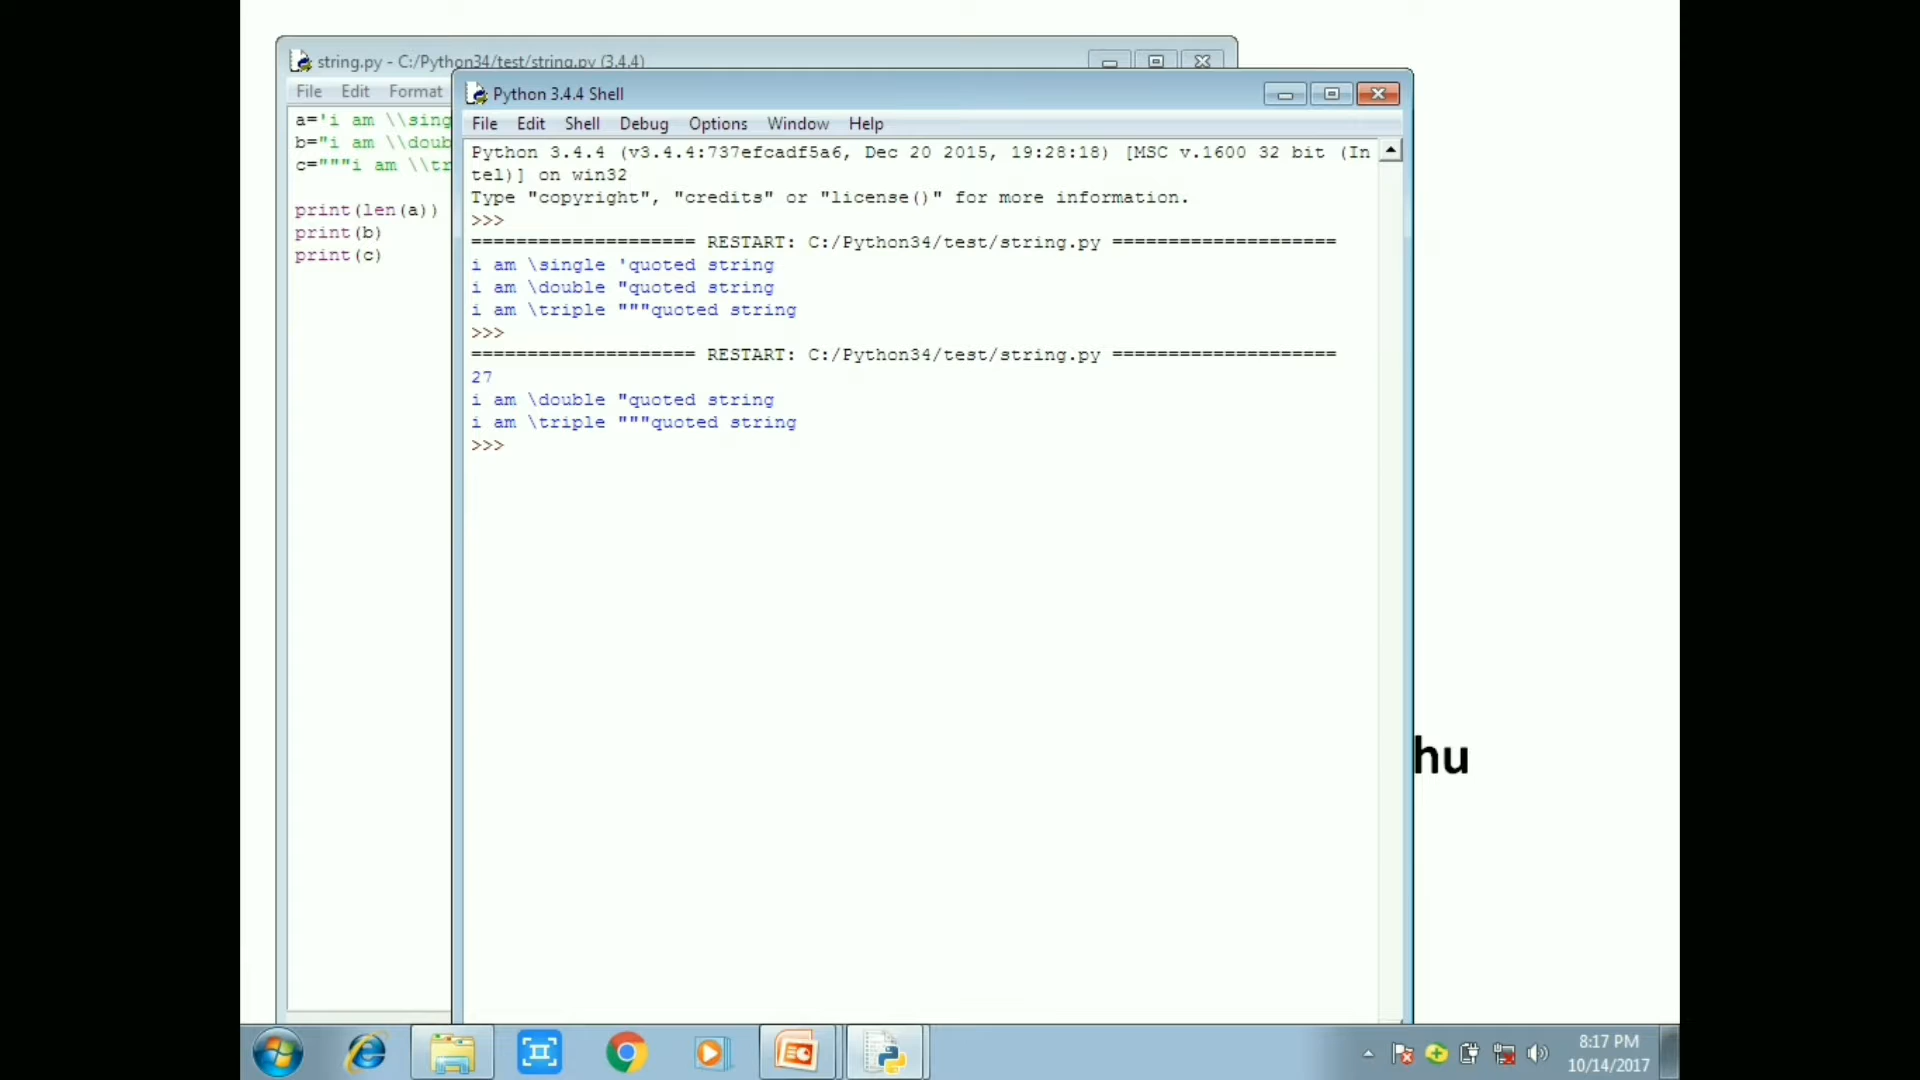 string.py - C:/Python34/test/string.py (3.4.4)
File Edit Format
a='i am \\sing
b="i am \\doub
c="""i am \\tr
print(len(a))
print(b)
print(c)
Python 3.4.4 Shell
File Edit Shell Debug Options Window Help
Python 3.4.4 (v3.4.4:737efcadf5a6, Dec 20 2015, 19:28:18) [MSC v.1600 32 bit (In
tel)] on win32
Type "copyright", "credits" or "license()" for more information.
>>>
==================== RESTART: C:/Python34/test/string.py ====================
i am \single 'quoted string
i am \double "quoted string
i am \triple """quoted string
>>>
==================== RESTART: C:/Python34/test/string.py ====================
27
i am \double "quoted string
i am \triple """quoted string
>>>
hu
8:17 PM
10/14/2017